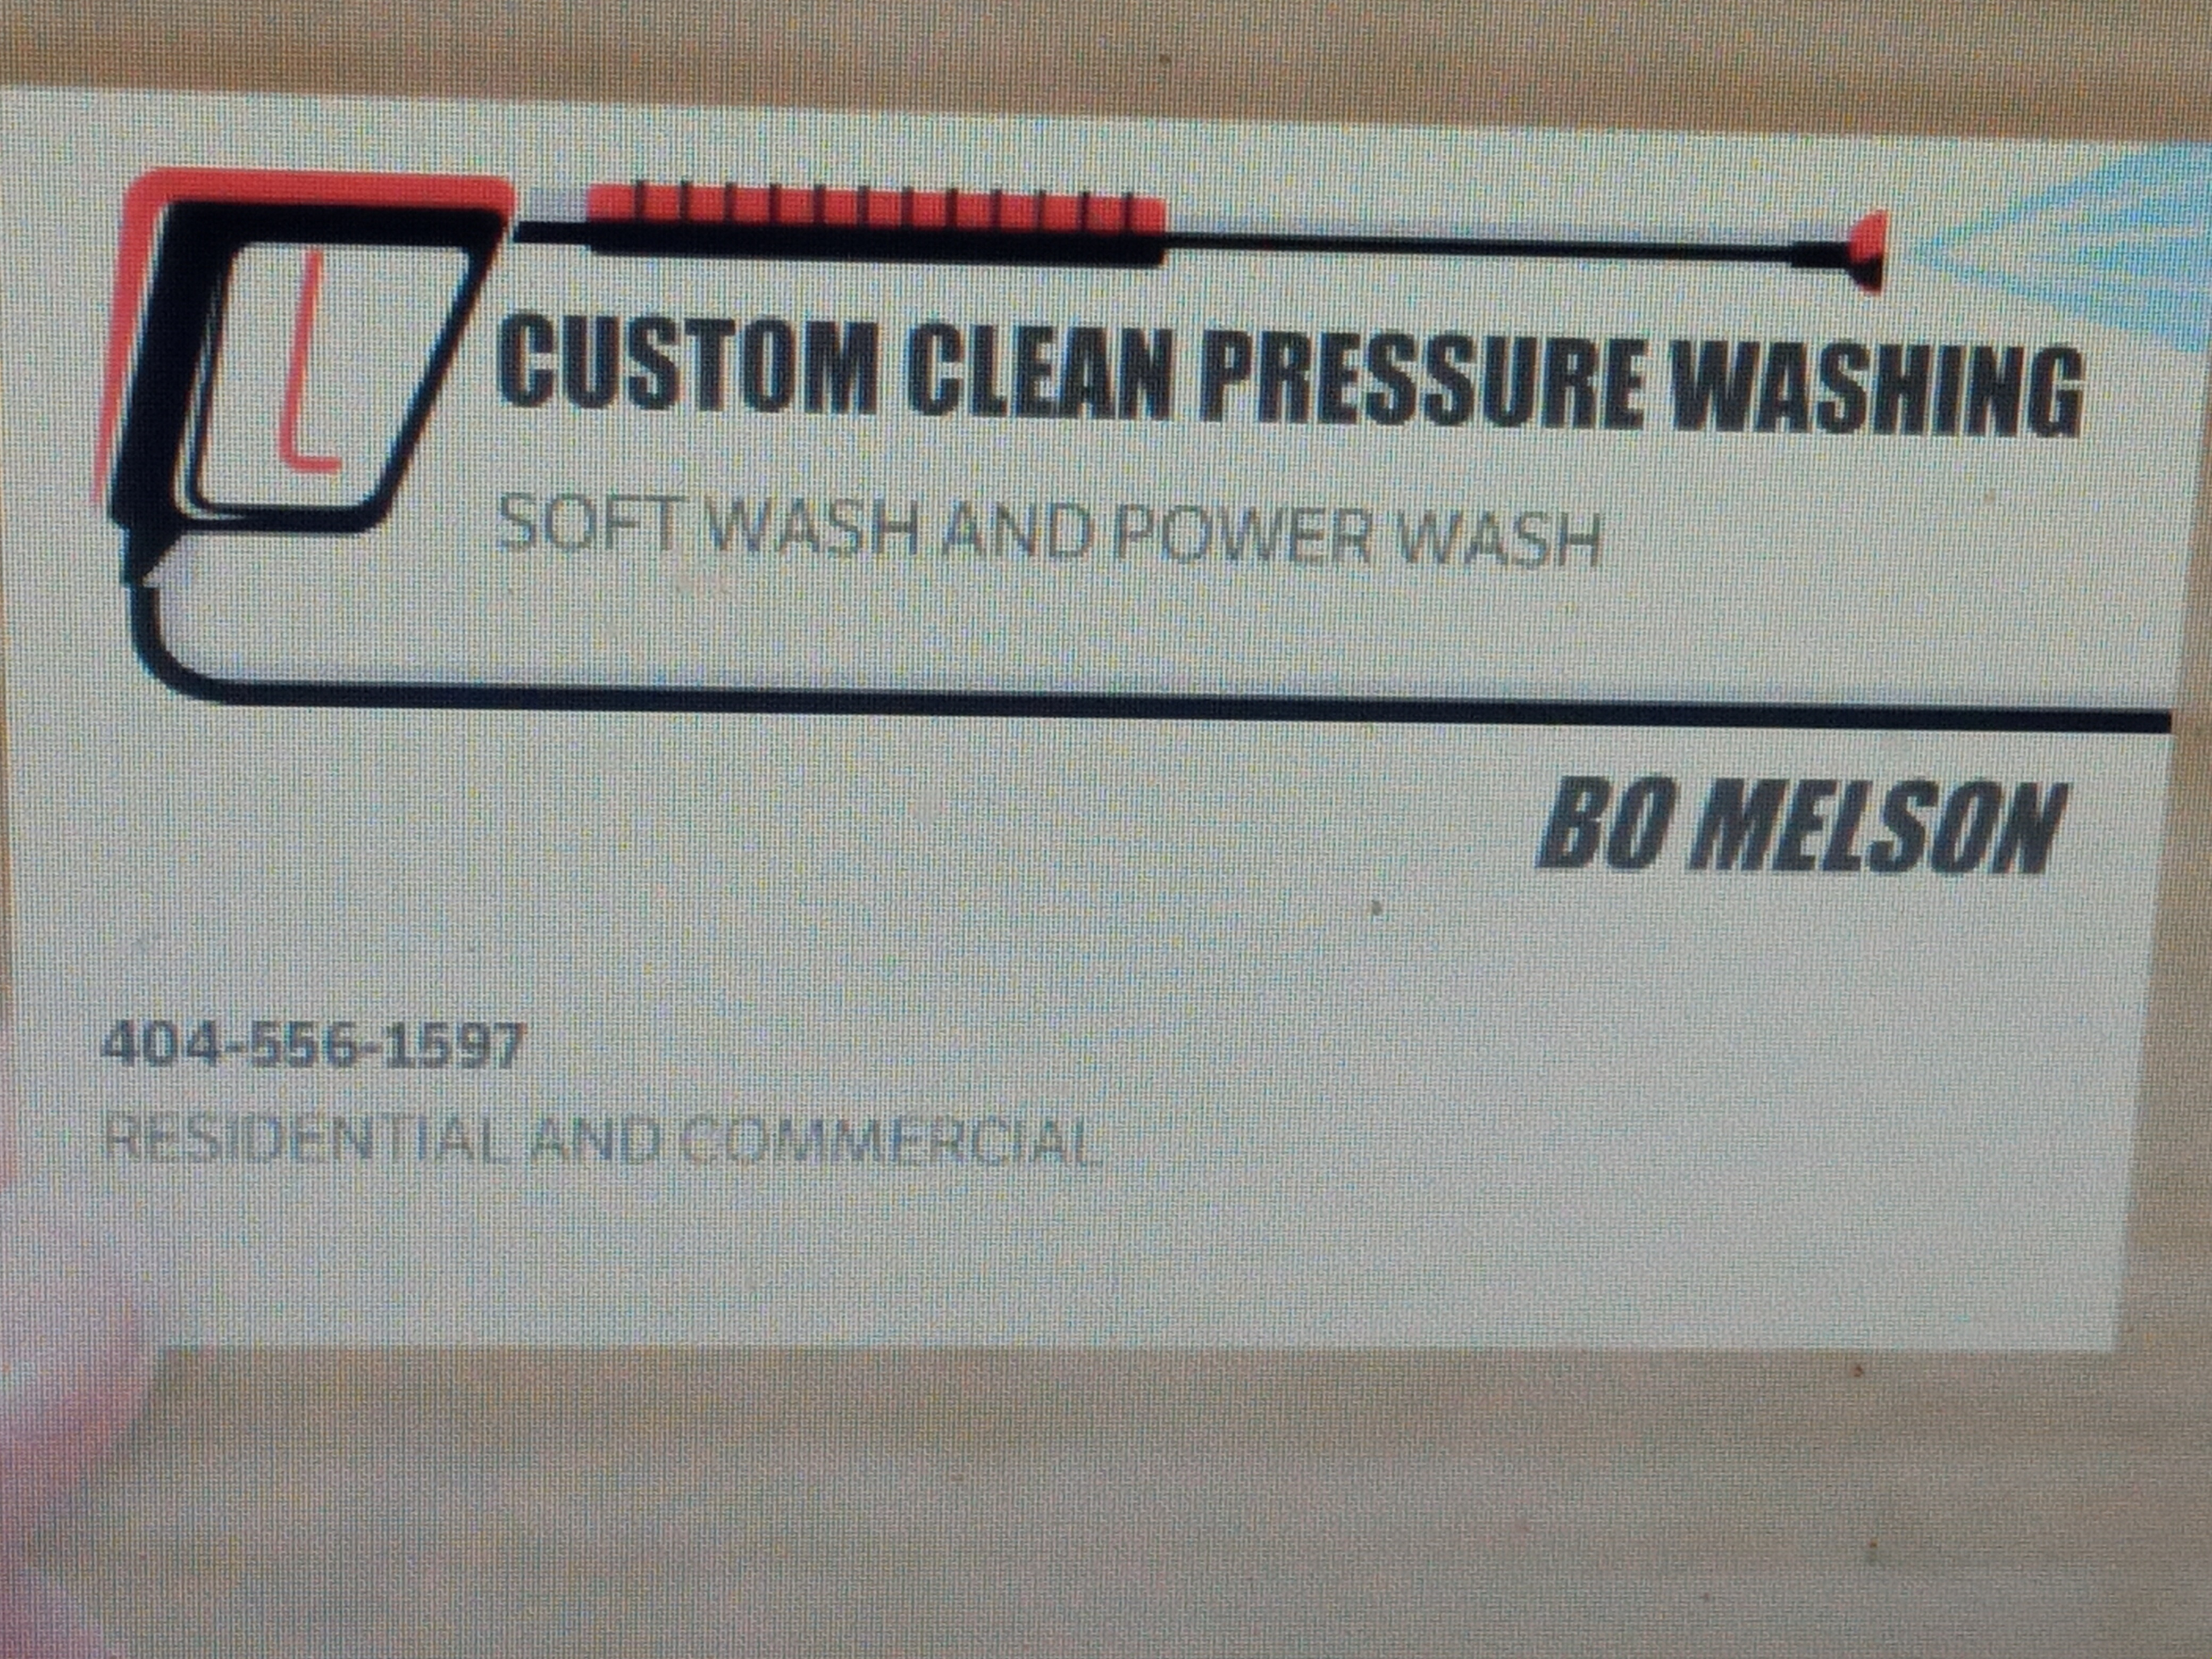 CUSTOM CLEAN PRESSURE WASHING
SOFT WASH AND POWER WASH
BO MELSON
404-556-1597
RESIDENTIAL AND COMMERCIAL